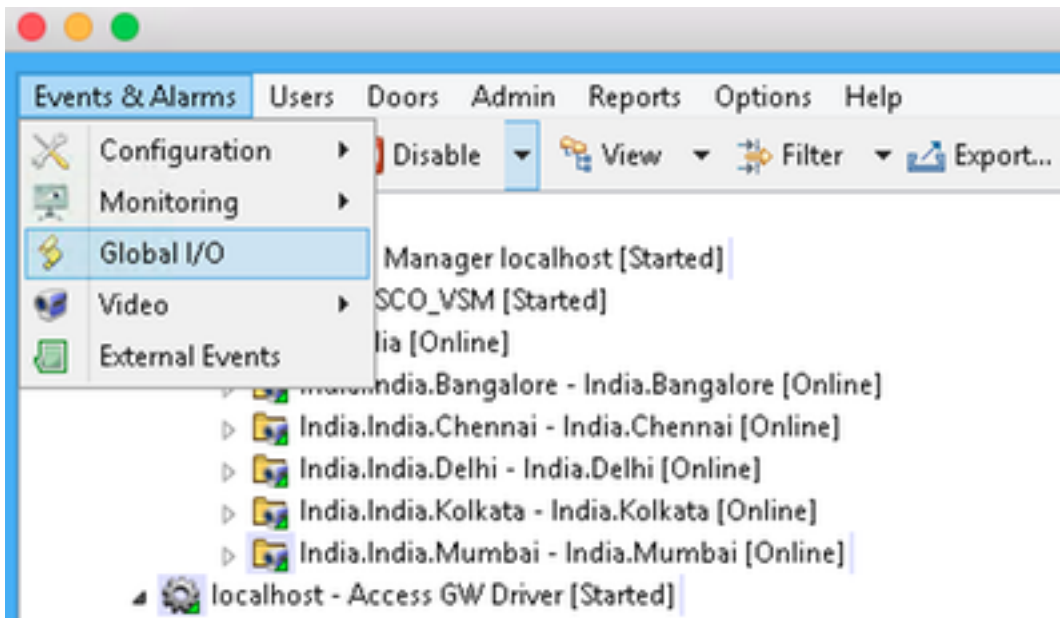 Events & Alarms Users Doors Admin Reports Options Help
Configuration Disable View Filter Export...
Monitoring
Global I/O Manager localhost [Started]
Video SCO_VSM [Started]
External Events lia [Online]
India.India.Bangalore - India.Bangalore [Online]
India.India.Chennai - India.Chennai [Online]
India.India.Delhi - India.Delhi [Online]
India.India.Kolkata - India.Kolkata [Online]
India.India.Mumbai - India.Mumbai [Online]
localhost - Access GW Driver [Started]